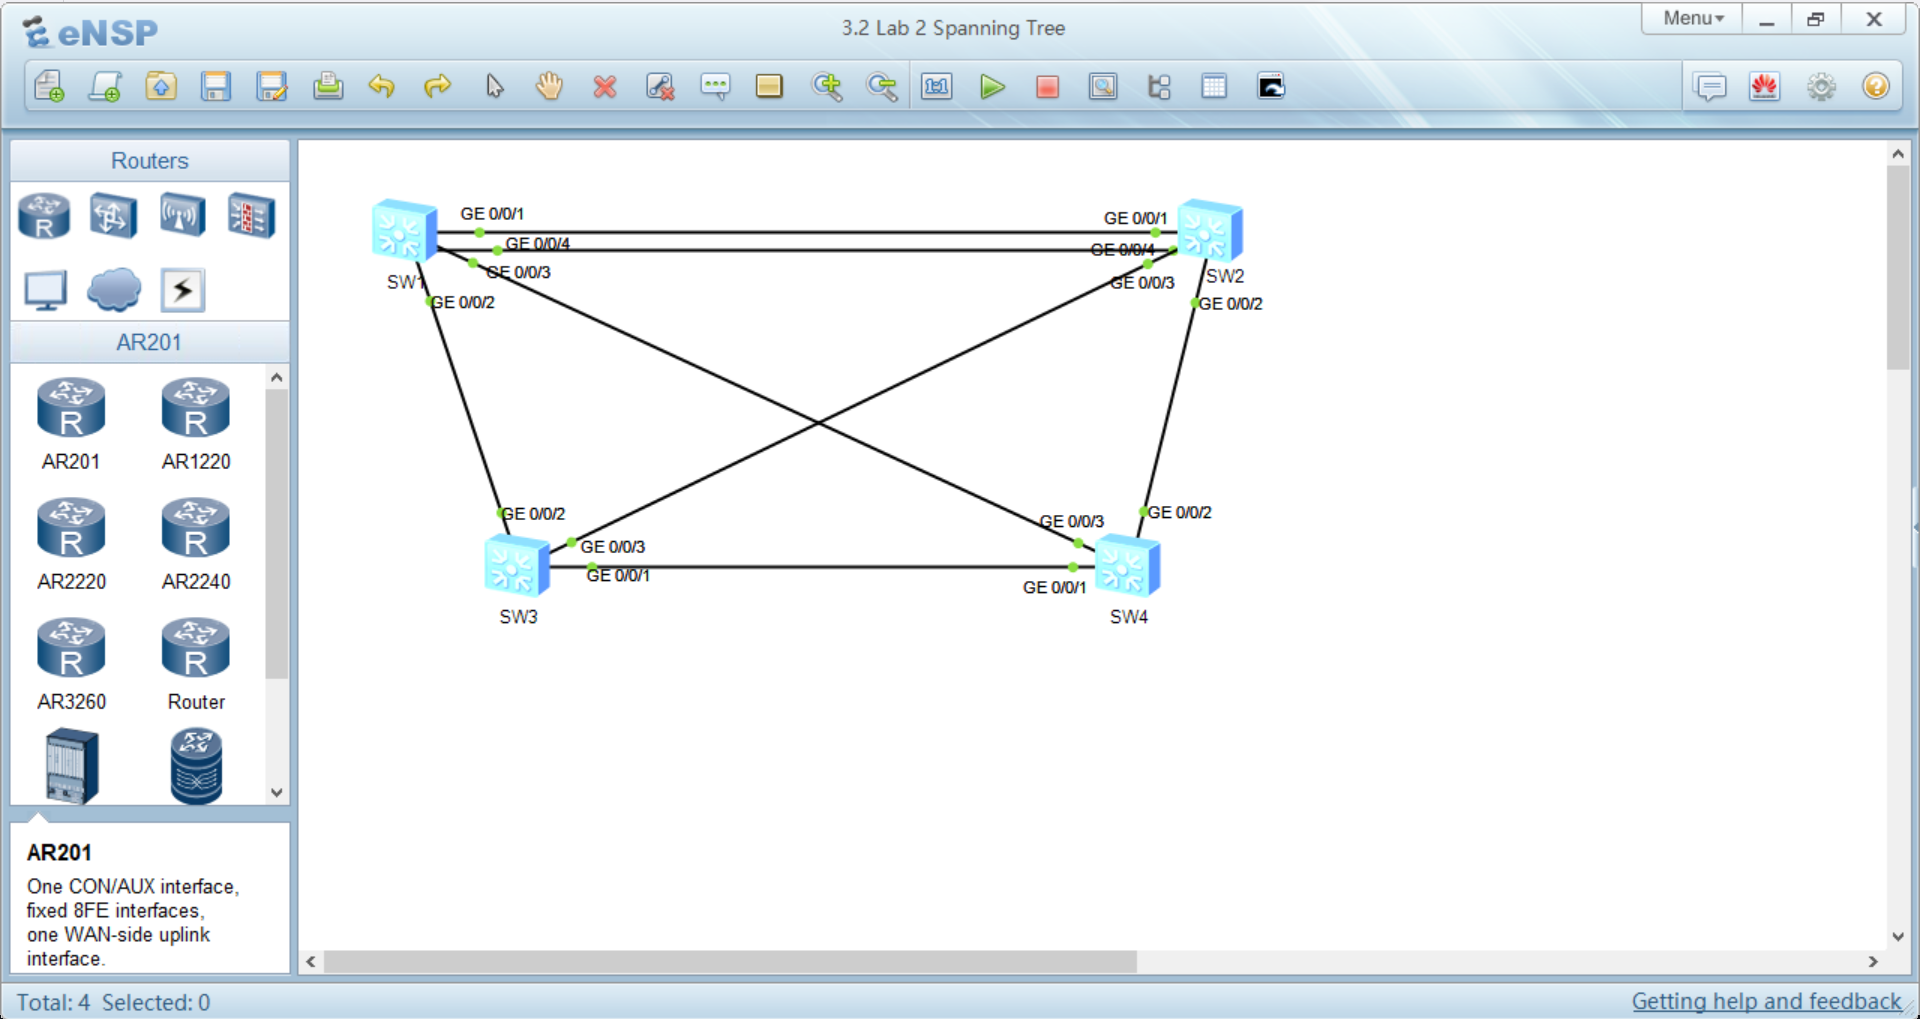 eNSP
3.2 Lab 2 Spanning Tree
Menu
1:1
Routers
R
AR201
R
AR201
R
AR1220
R
AR2220
R
AR2240
R
AR3260
R
Router
AR201
One CON/AUX interface,
fixed 8FE interfaces,
one WAN-side uplink
interface.
GE 0/0/1
GE 0/0/4
GE 0/0/3
SW1
GE 0/0/2
GE 0/0/1
GE 0/0/4
GE 0/0/3
SW2
GE 0/0/2
GE 0/0/2
GE 0/0/3
GE 0/0/1
SW3
GE 0/0/3
GE 0/0/2
GE 0/0/1
SW4
Total: 4 Selected: 0
Getting help and feedback